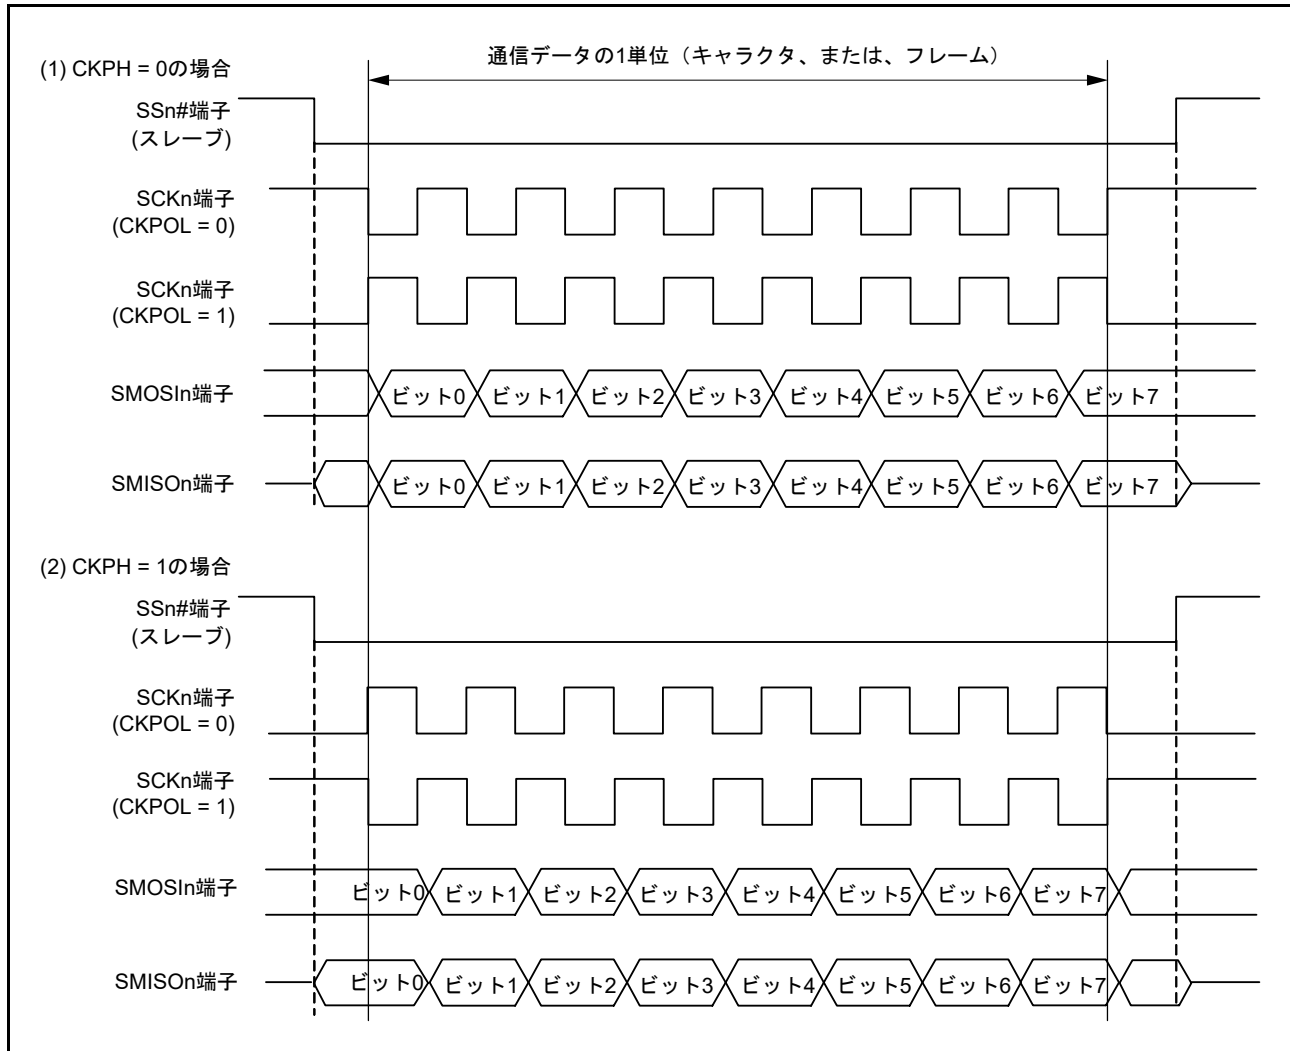 通信データの1単位（キャラクタ、または、フレーム）
(1) CKPH = 0の場合
SSn#端子
(スレーブ)
SCKn端子
(CKPOL = 0)
SCKn端子
(CKPOL = 1)
SMOSIn端子 ビット0 ビット1 ビット2 ビット3 ビット4 ビット5 ビット6 ビット7
SMISOn端子 ビット0 ビット1 ビット2 ビット3 ビット4 ビット5 ビット6 ビット7
(2) CKPH = 1の場合
SSn#端子
(スレーブ)
SCKn端子
(CKPOL = 0)
SCKn端子
(CKPOL = 1)
SMOSIn端子 ビット0 ビット1 ビット2 ビット3 ビット4 ビット5 ビット6 ビット7
SMISOn端子 ビット0 ビット1 ビット2 ビット3 ビット4 ビット5 ビット6 ビット7